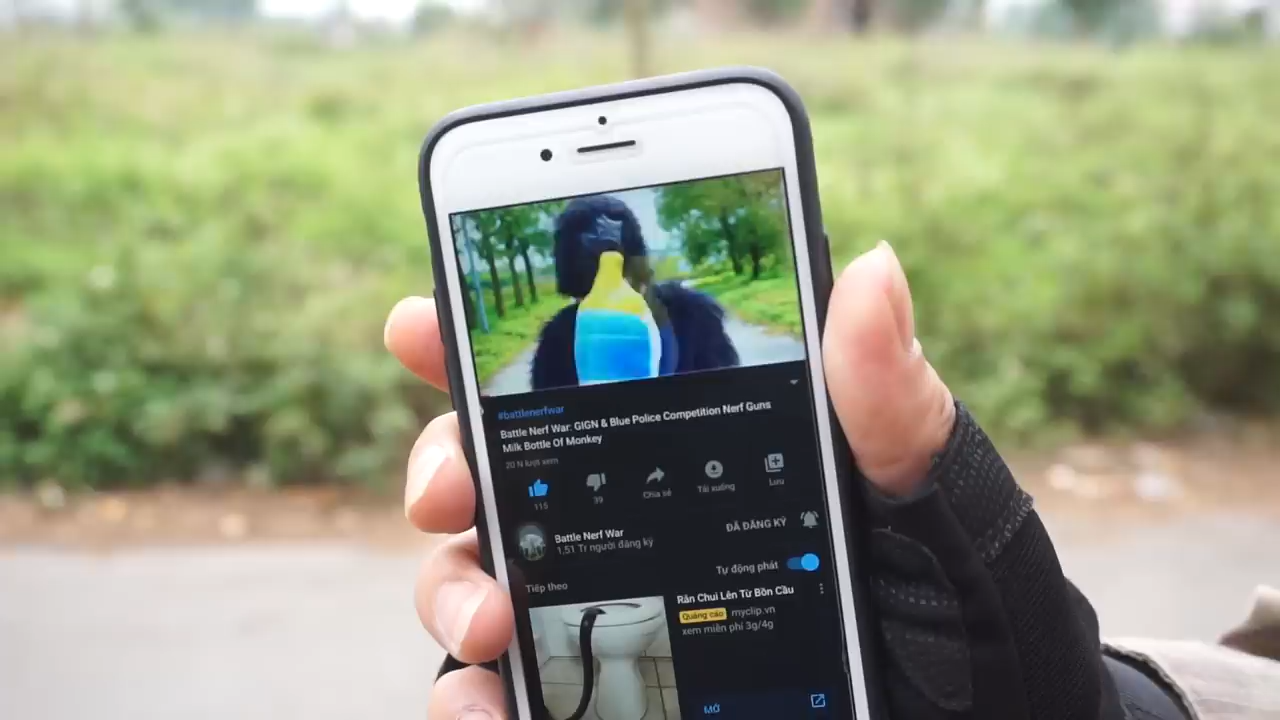 #battlenerfwar
Battle Nerf War: GIGN & Blue Police Competition Nerf Guns
Milk Bottle Of Monkey
20 N lượt xem
115
39
Chia sẻ
Tải xuống
Lưu
Battle Nerf War
1,51 Tr người đăng ký
ĐÃ ĐĂNG KÝ
Tiếp theo
Tự động phát
Rắn Chui Lên Từ Bồn Cầu
Quảng cáo myclip.vn
xem miễn phí 3g/4g
MỞ